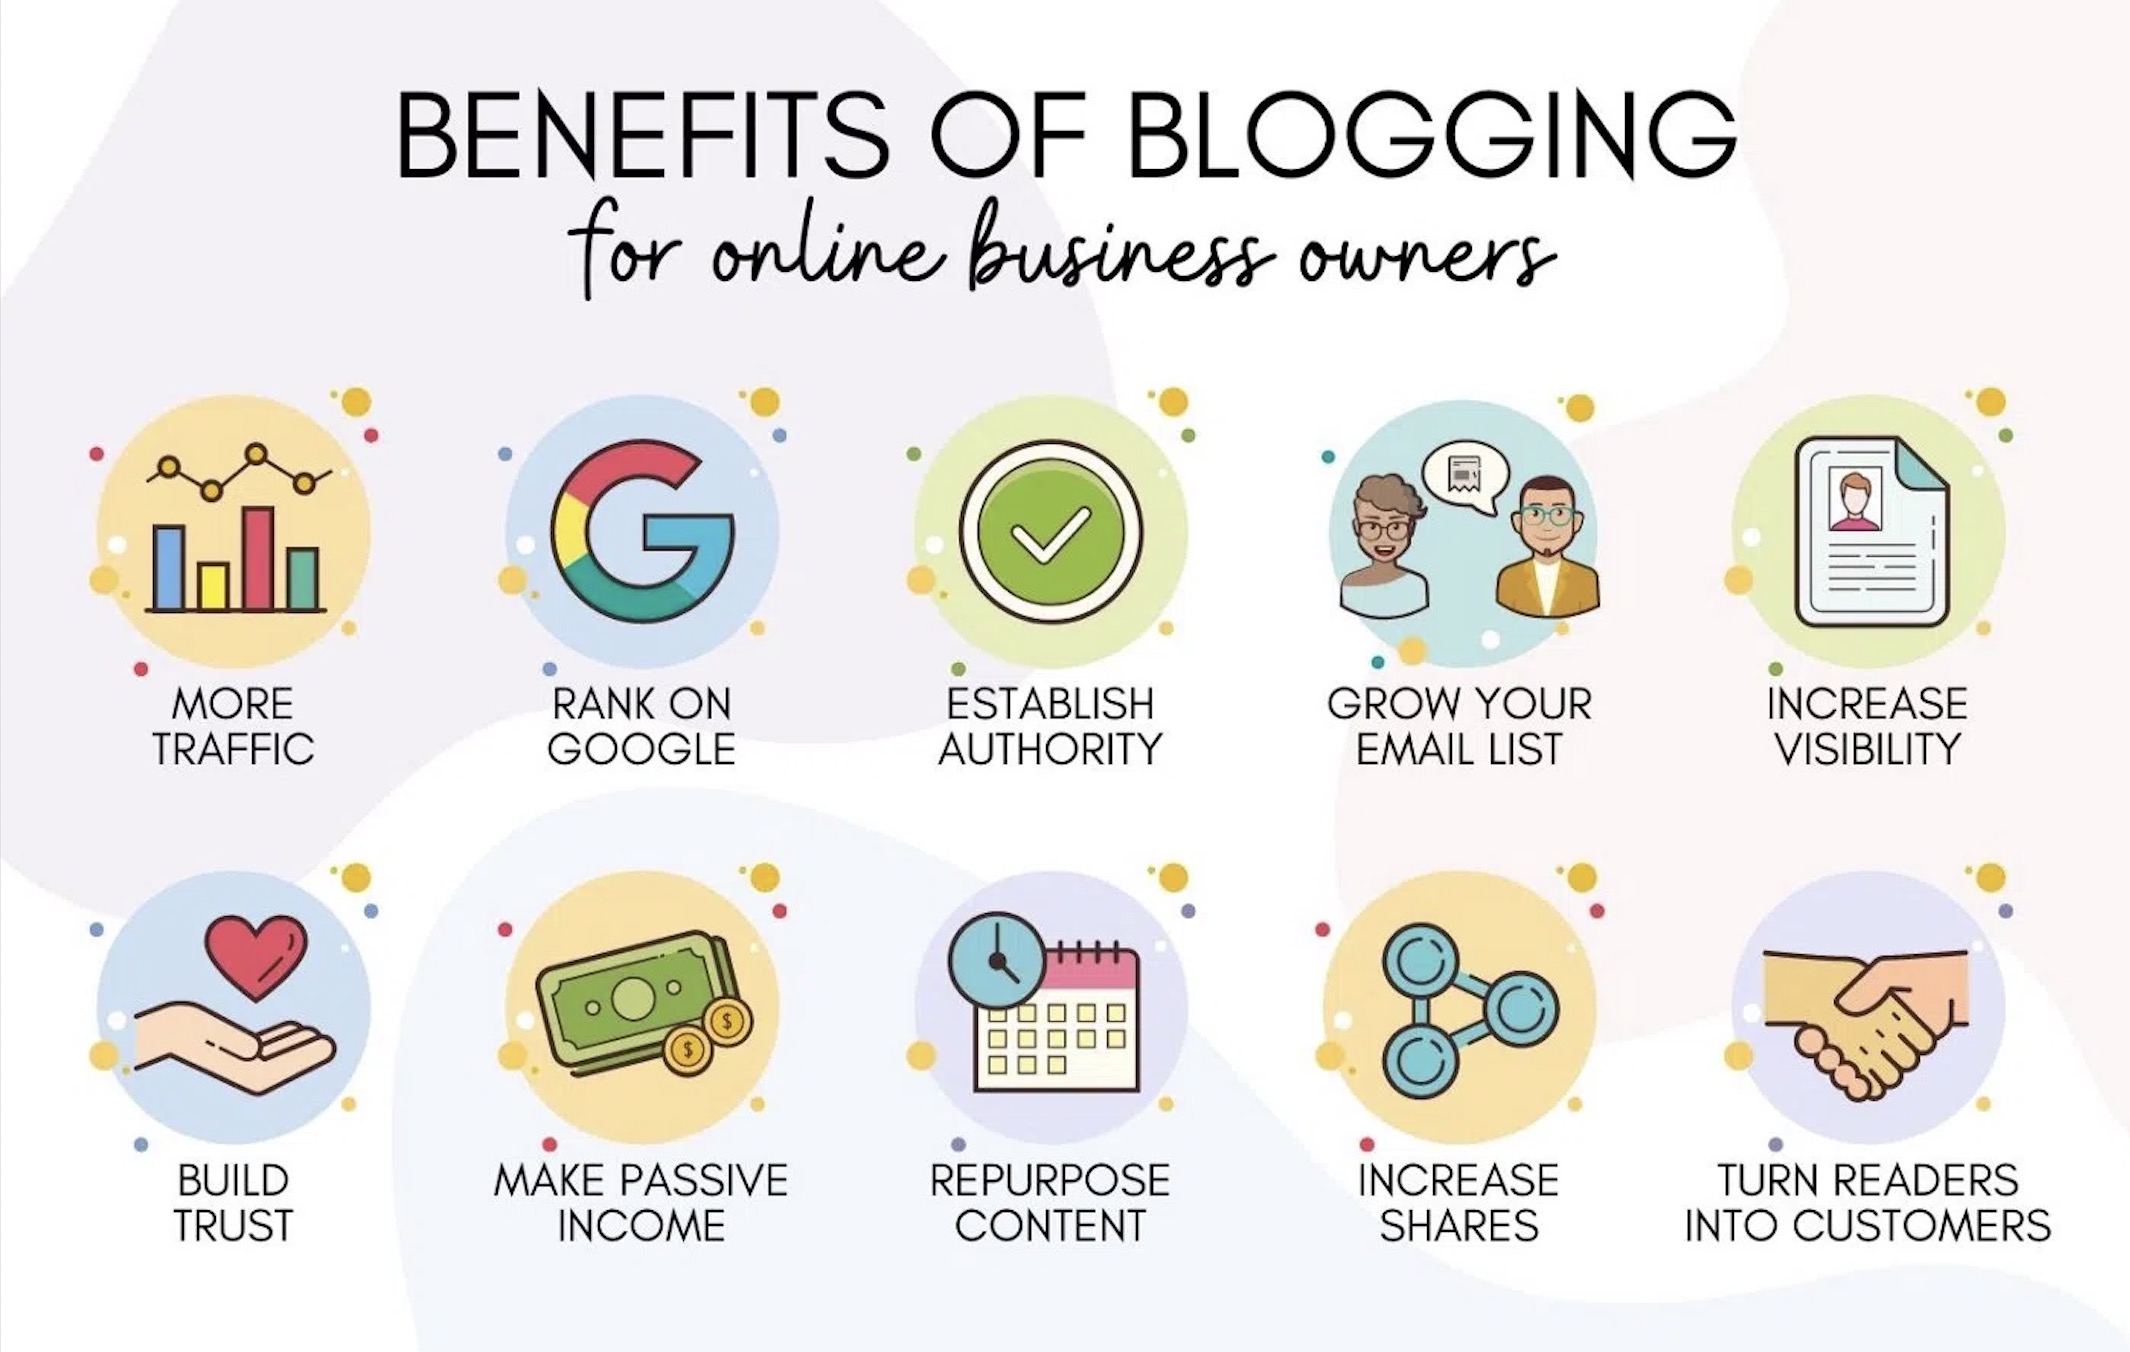 BENEFITS OF BLOGGING
for online business owners
MORE
TRAFFIC
RANK ON
GOOGLE
ESTABLISH
AUTHORITY
GROW YOUR
EMAIL LIST
INCREASE
VISIBILITY
BUILD
TRUST
MAKE PASSIVE
INCOME
REPURPOSE
CONTENT
INCREASE
SHARES
TURN READERS
INTO CUSTOMERS